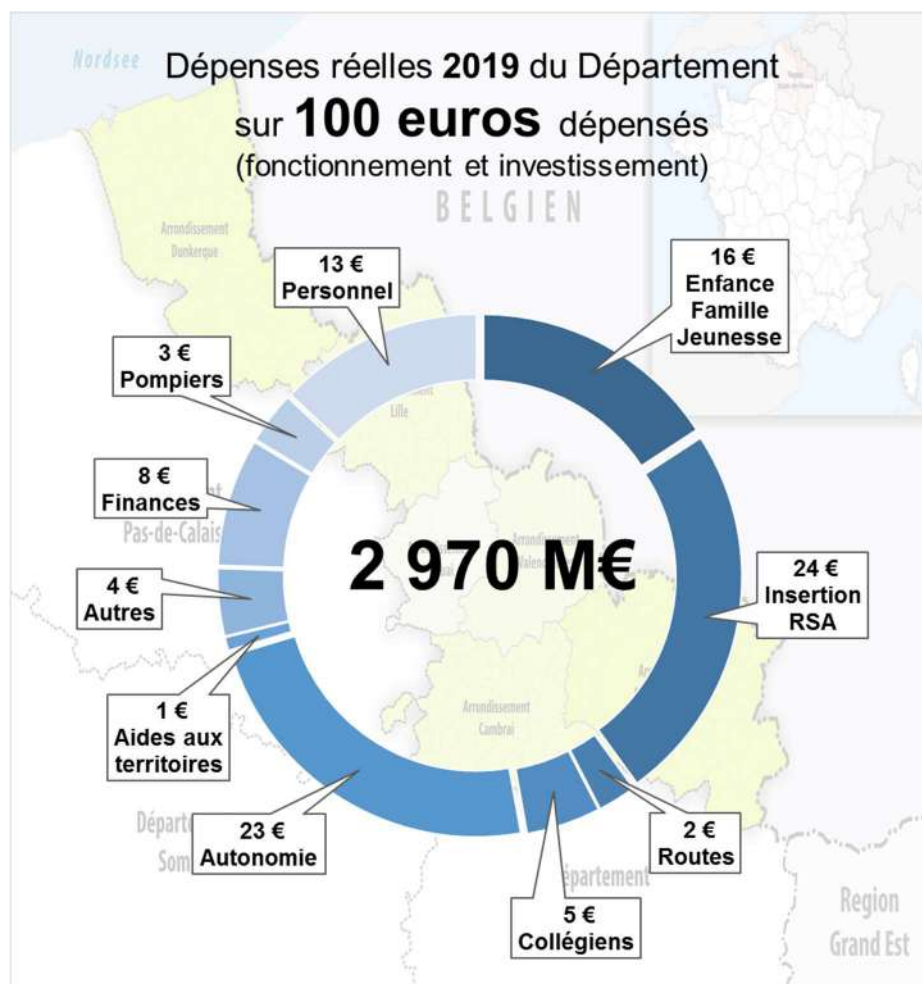 Nordsee
Dépenses réelles 2019 du Département
sur 100 euros dépensés
(fonctionnement et investissement)
BELGIEN
Arrondissement
Dunkerque
13 €
Personnel
16 €
Enfance
Famille
Jeunesse
3 €
Pompiers
Lille
8 €
Finances
Pas-de-Calais
2 970 M€
Arrondissement
24 €
Insertion
RSA
4 €
Autres
1 €
Aides aux
territoires
Arrondissement
Cambrai
23 €
Autonomie
2 €
Routes
5 €
Collégiens
Region
Grand Est